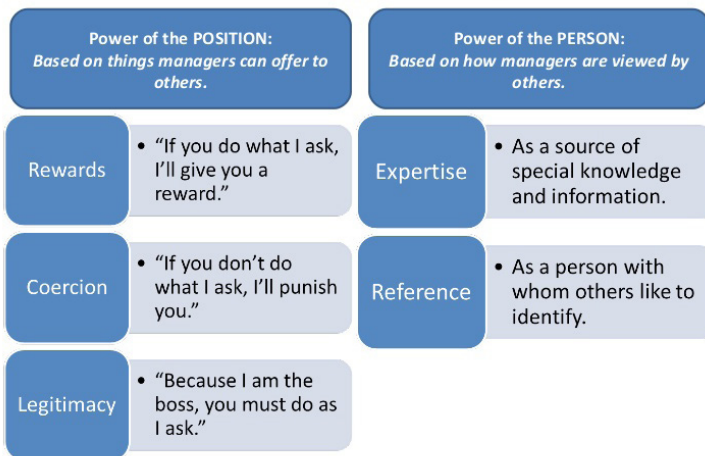 Power of the POSITION:
Based on things managers can offer to
others.
Rewards
• “If you do what I ask,
I’ll give you a
reward.”
Coercion
• “If you don’t do
what I ask, I’ll punish
you.”
Legitimacy
• “Because I am the
boss, you must do as
I ask.”
Power of the PERSON:
Based on how managers are viewed by
others.
Expertise
• As a source of
special knowledge
and information.
Reference
• As a person with
whom others like to
identify.